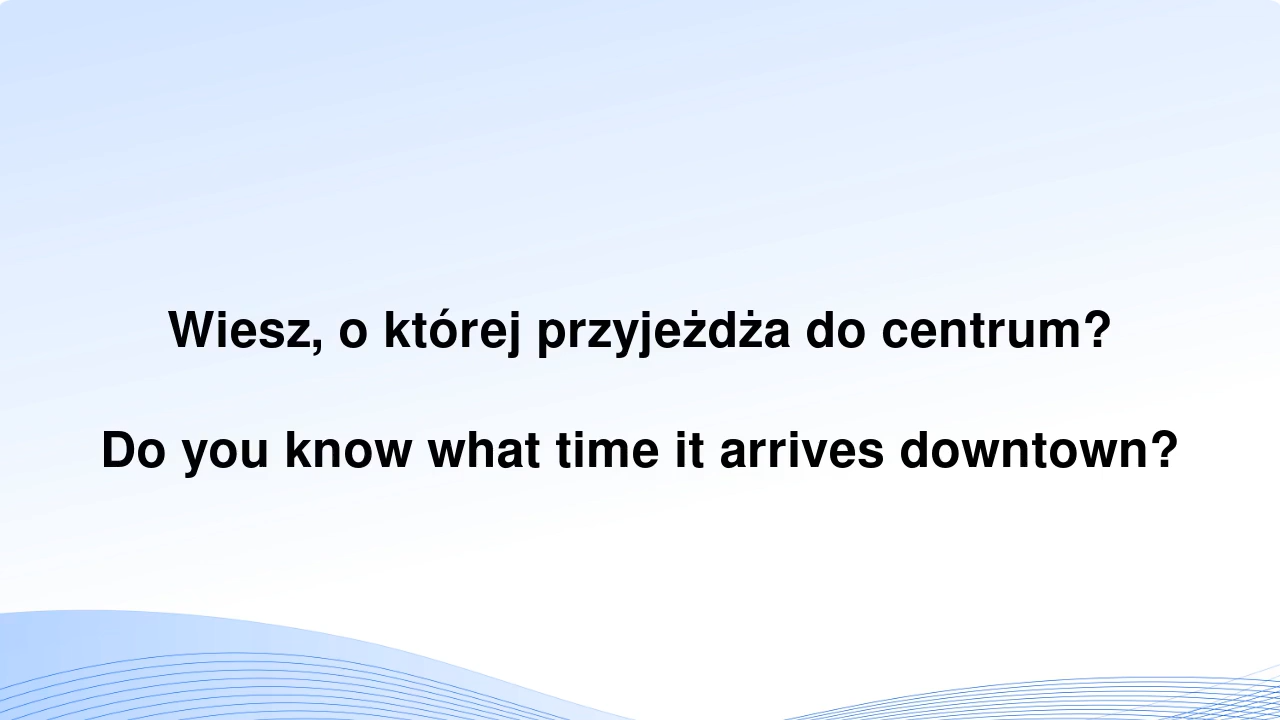 Wiesz, o której przyjeżdża do centrum?
Do you know what time it arrives downtown?